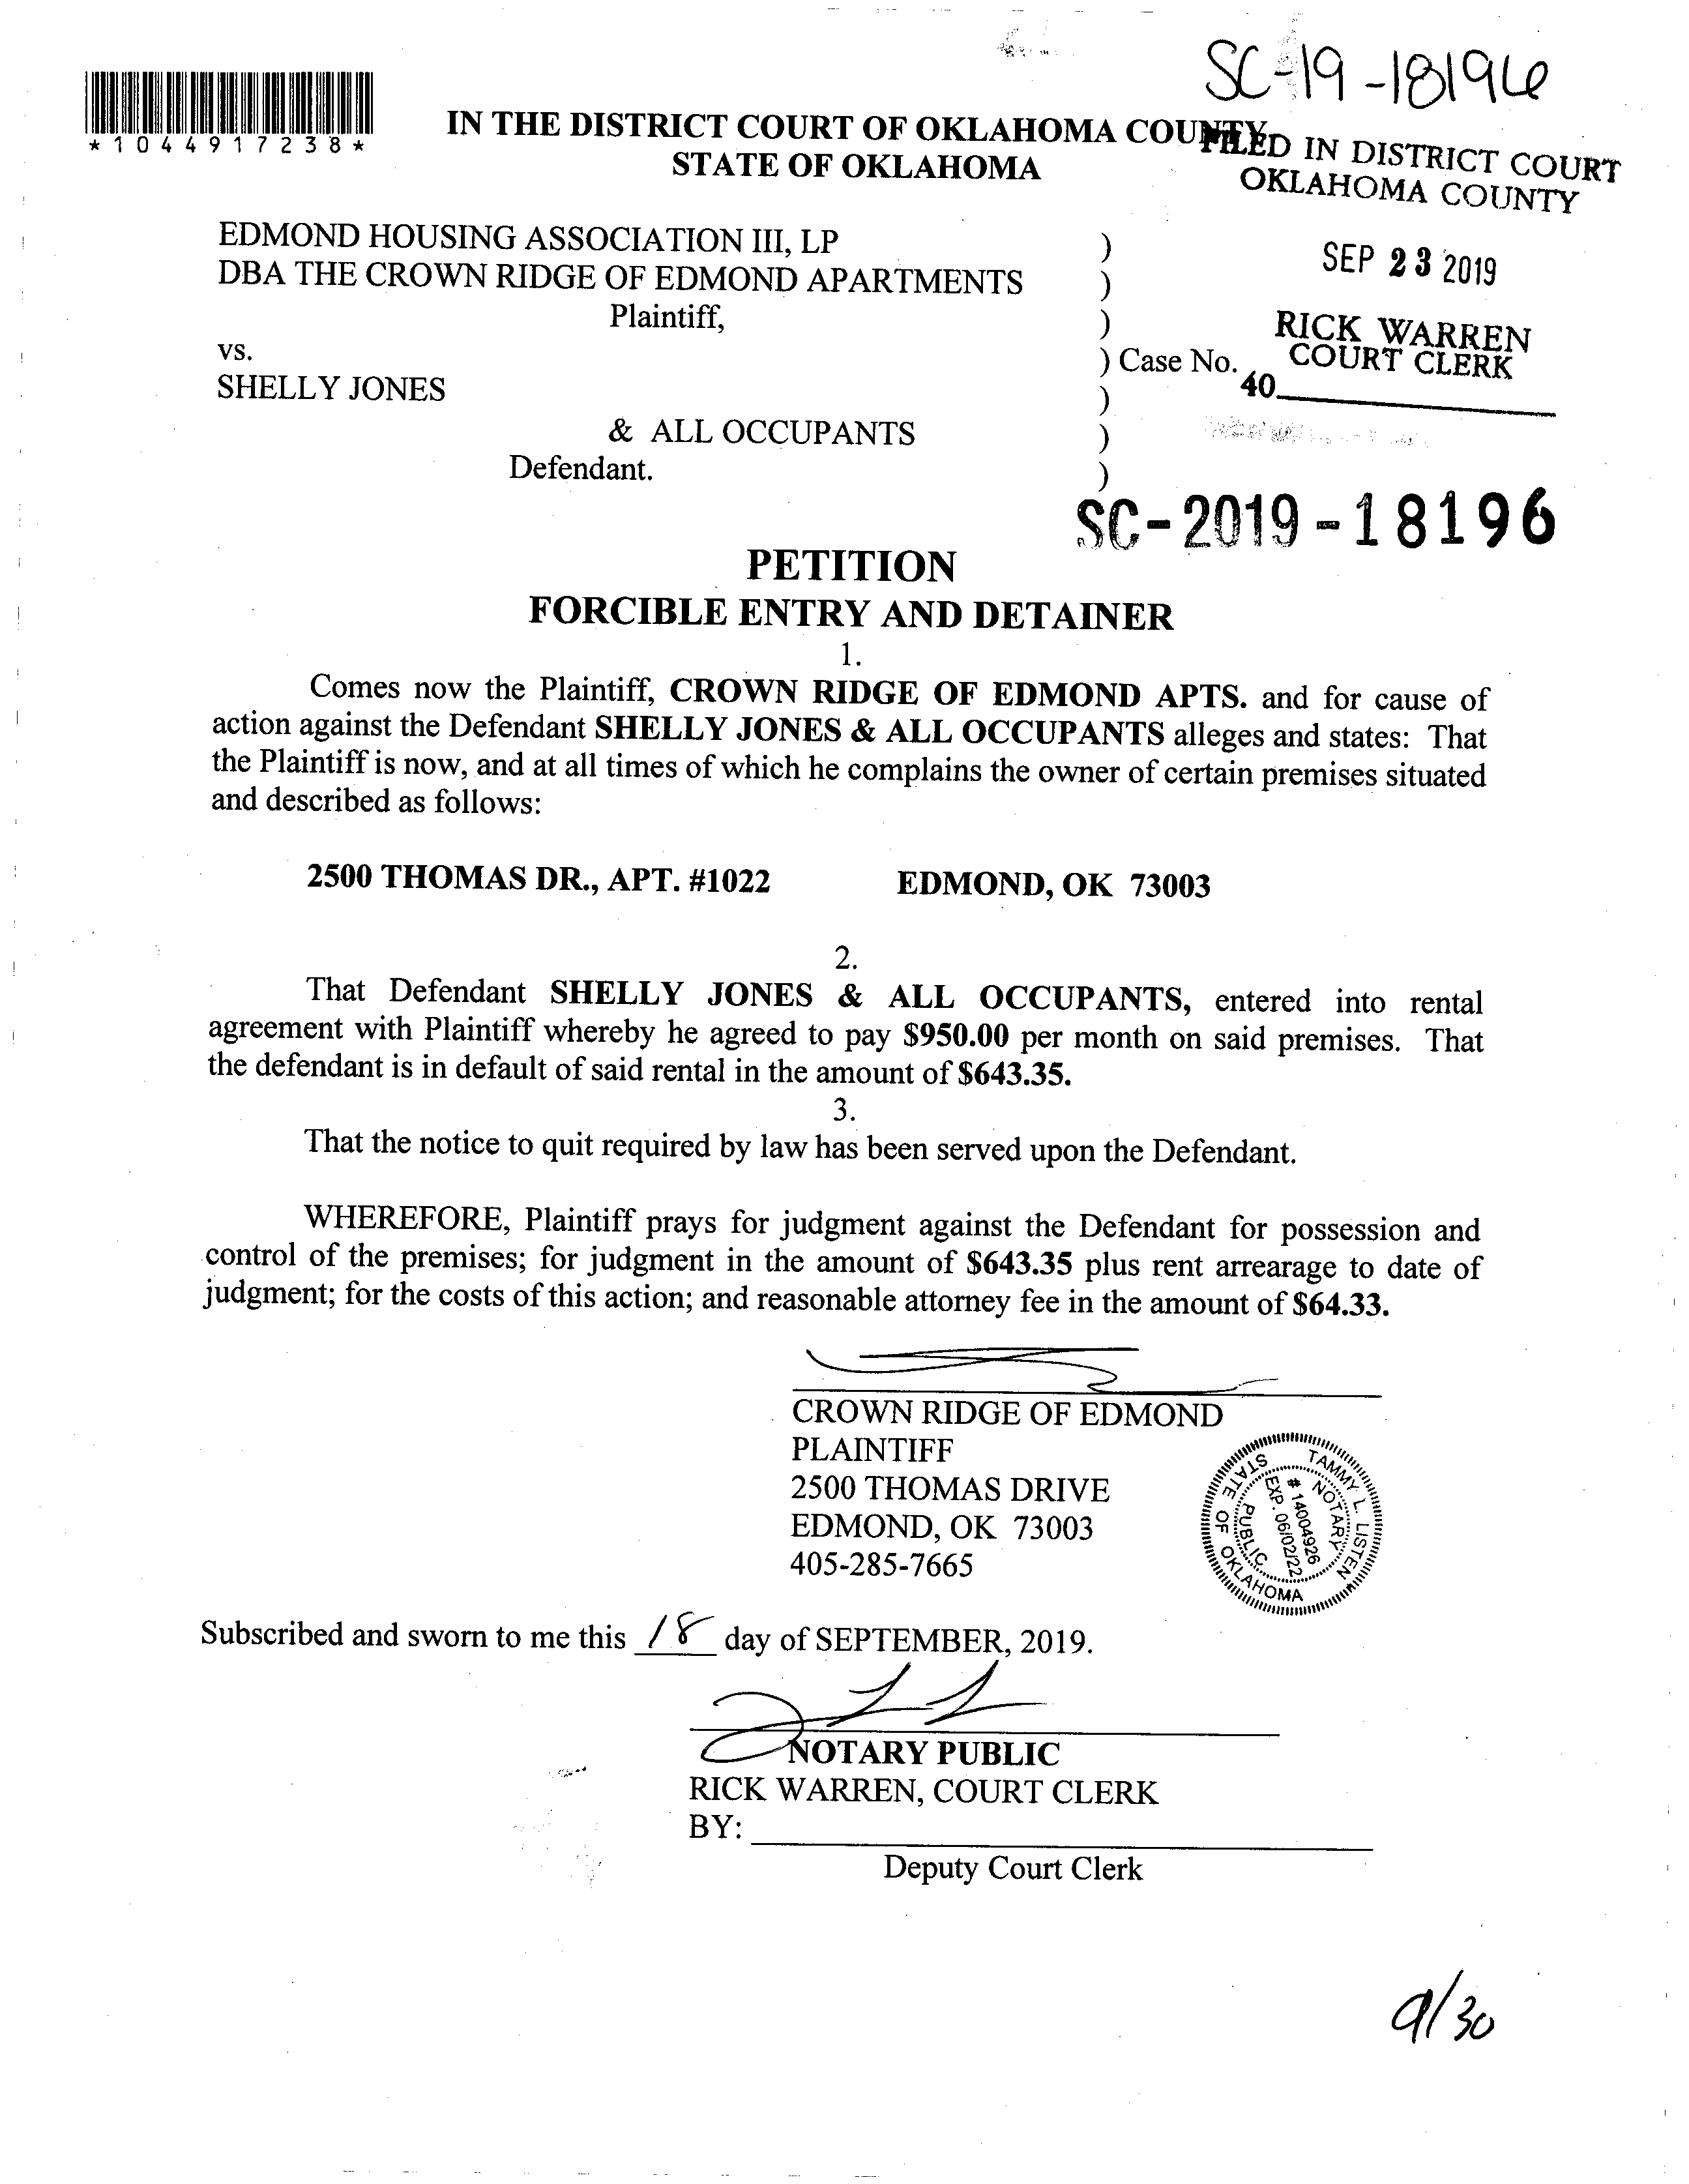 SC-19-18196
*1044917238*
IN THE DISTRICT COURT OF OKLAHOMA COUNTY
STATE OF OKLAHOMA
FILED IN DISTRICT COURT
OKLAHOMA COUNTY
SEP 23 2019
RICK WARREN
COURT CLERK
40
EDMOND HOUSING ASSOCIATION III, LP )
DBA THE CROWN RIDGE OF EDMOND APARTMENTS )
Plaintiff, )
vs. ) Case No.
SHELLY JONES )
& ALL OCCUPANTS )
Defendant. )
SC-2019-18196
PETITION
FORCIBLE ENTRY AND DETAINER
1.
Comes now the Plaintiff, CROWN RIDGE OF EDMOND APTS. and for cause of
action against the Defendant SHELLY JONES & ALL OCCUPANTS alleges and states: That
the Plaintiff is now, and at all times of which he complains the owner of certain premises situated
and described as follows:
2500 THOMAS DR., APT. #1022 EDMOND, OK 73003
2.
That Defendant SHELLY JONES & ALL OCCUPANTS, entered into rental
agreement with Plaintiff whereby he agreed to pay $950.00 per month on said premises. That
the defendant is in default of said rental in the amount of $643.35.
3.
That the notice to quit required by law has been served upon the Defendant.
WHEREFORE, Plaintiff prays for judgment against the Defendant for possession and
control of the premises; for judgment in the amount of $643.35 plus rent arrearage to date of
judgment; for the costs of this action; and reasonable attorney fee in the amount of $64.33.
CROWN RIDGE OF EDMOND
PLAINTIFF
2500 THOMAS DRIVE
EDMOND, OK 73003
405-285-7665
TAMMY L. LISTEN
NOTARY
# 14004926
EXP. 06/02/22
PUBLIC
STATE OF OKLAHOMA
Subscribed and sworn to me this 18 day of SEPTEMBER, 2019.
NOTARY PUBLIC
RICK WARREN, COURT CLERK
BY:
Deputy Court Clerk
9/30